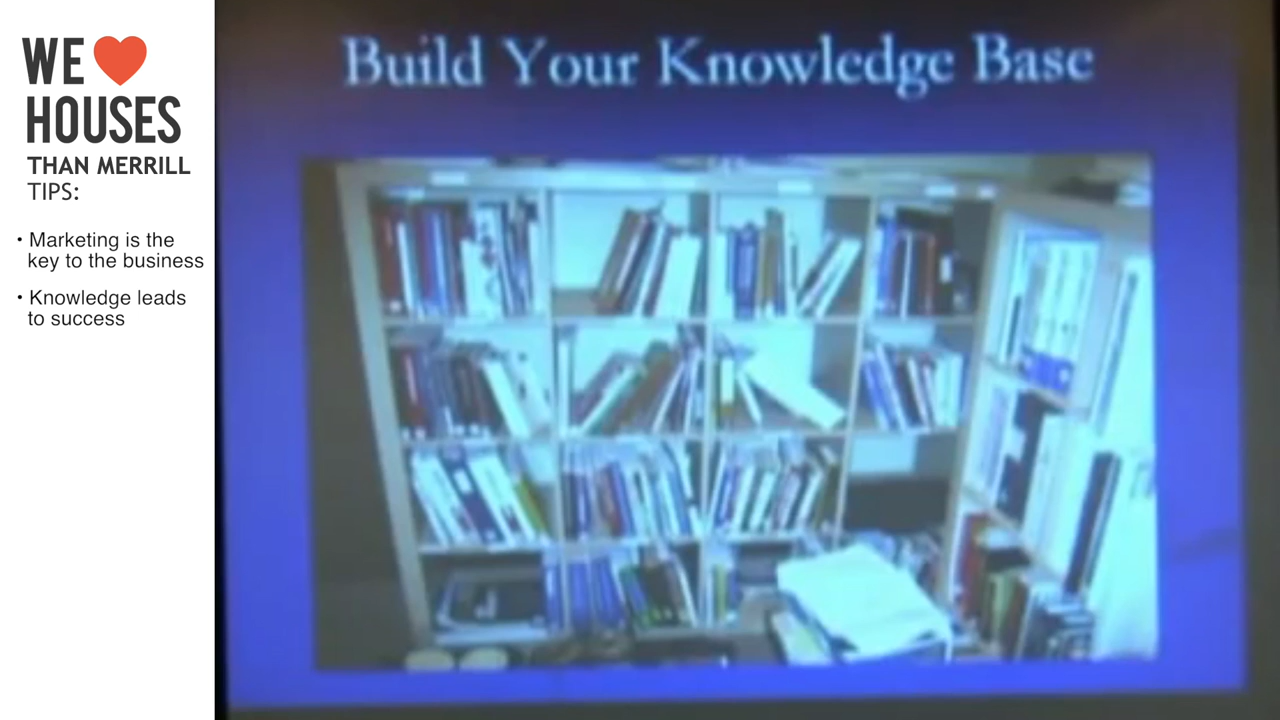 WE ❤
HOUSES
THAN MERRILL
TIPS:
• Marketing is the
key to the business
• Knowledge leads
to success
Build Your Knowledge Base